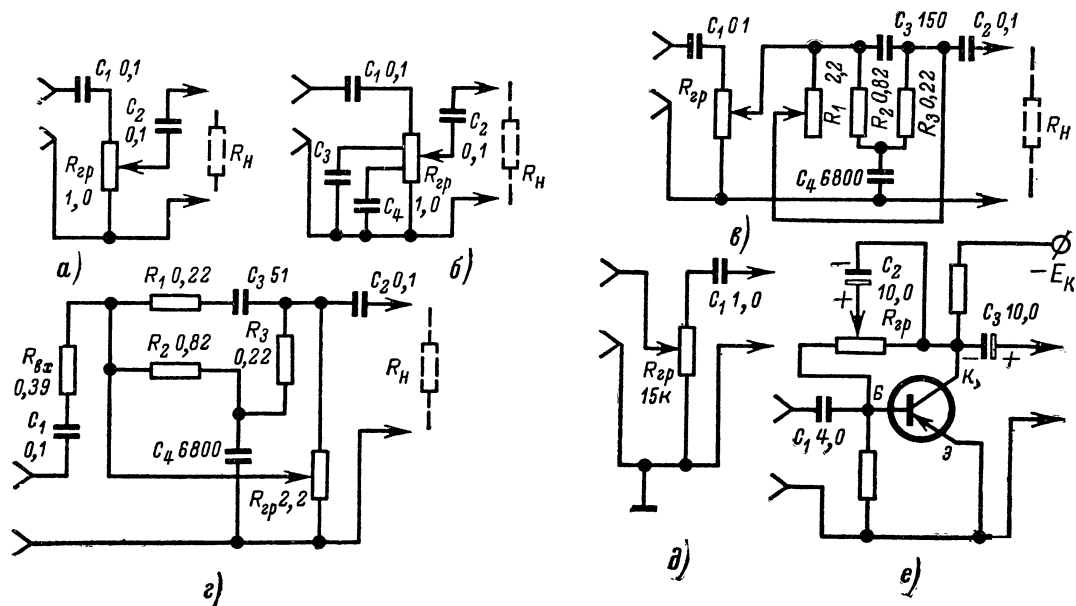 C₁ 0,1
C₂
0,1
Rгр
1,0
RН
а)
C₁ 0,1
C₂
0,1
C₃
C₄
Rгр
1,0
RН
б)
C₁ 01
Rгр
2,2
R₁
R₂ 0,82
C₃ 150
R₃ 0,22
C₂ 0,1
C₄ 6800
RН
в)
R₁ 0,22
C₃ 51
C₂ 0,1
R₂ 0,82
R₃
0,22
Rвх
0,39
C₁
0,1
C₄ 6800
Rгр 2,2
RН
г)
C₁ 1,0
Rгр
15к
д)
−
C₂
10,0
+
Rгр
− EК
C₃ 10,0
− +
К
Б
C₁ 4,0
Э
е)